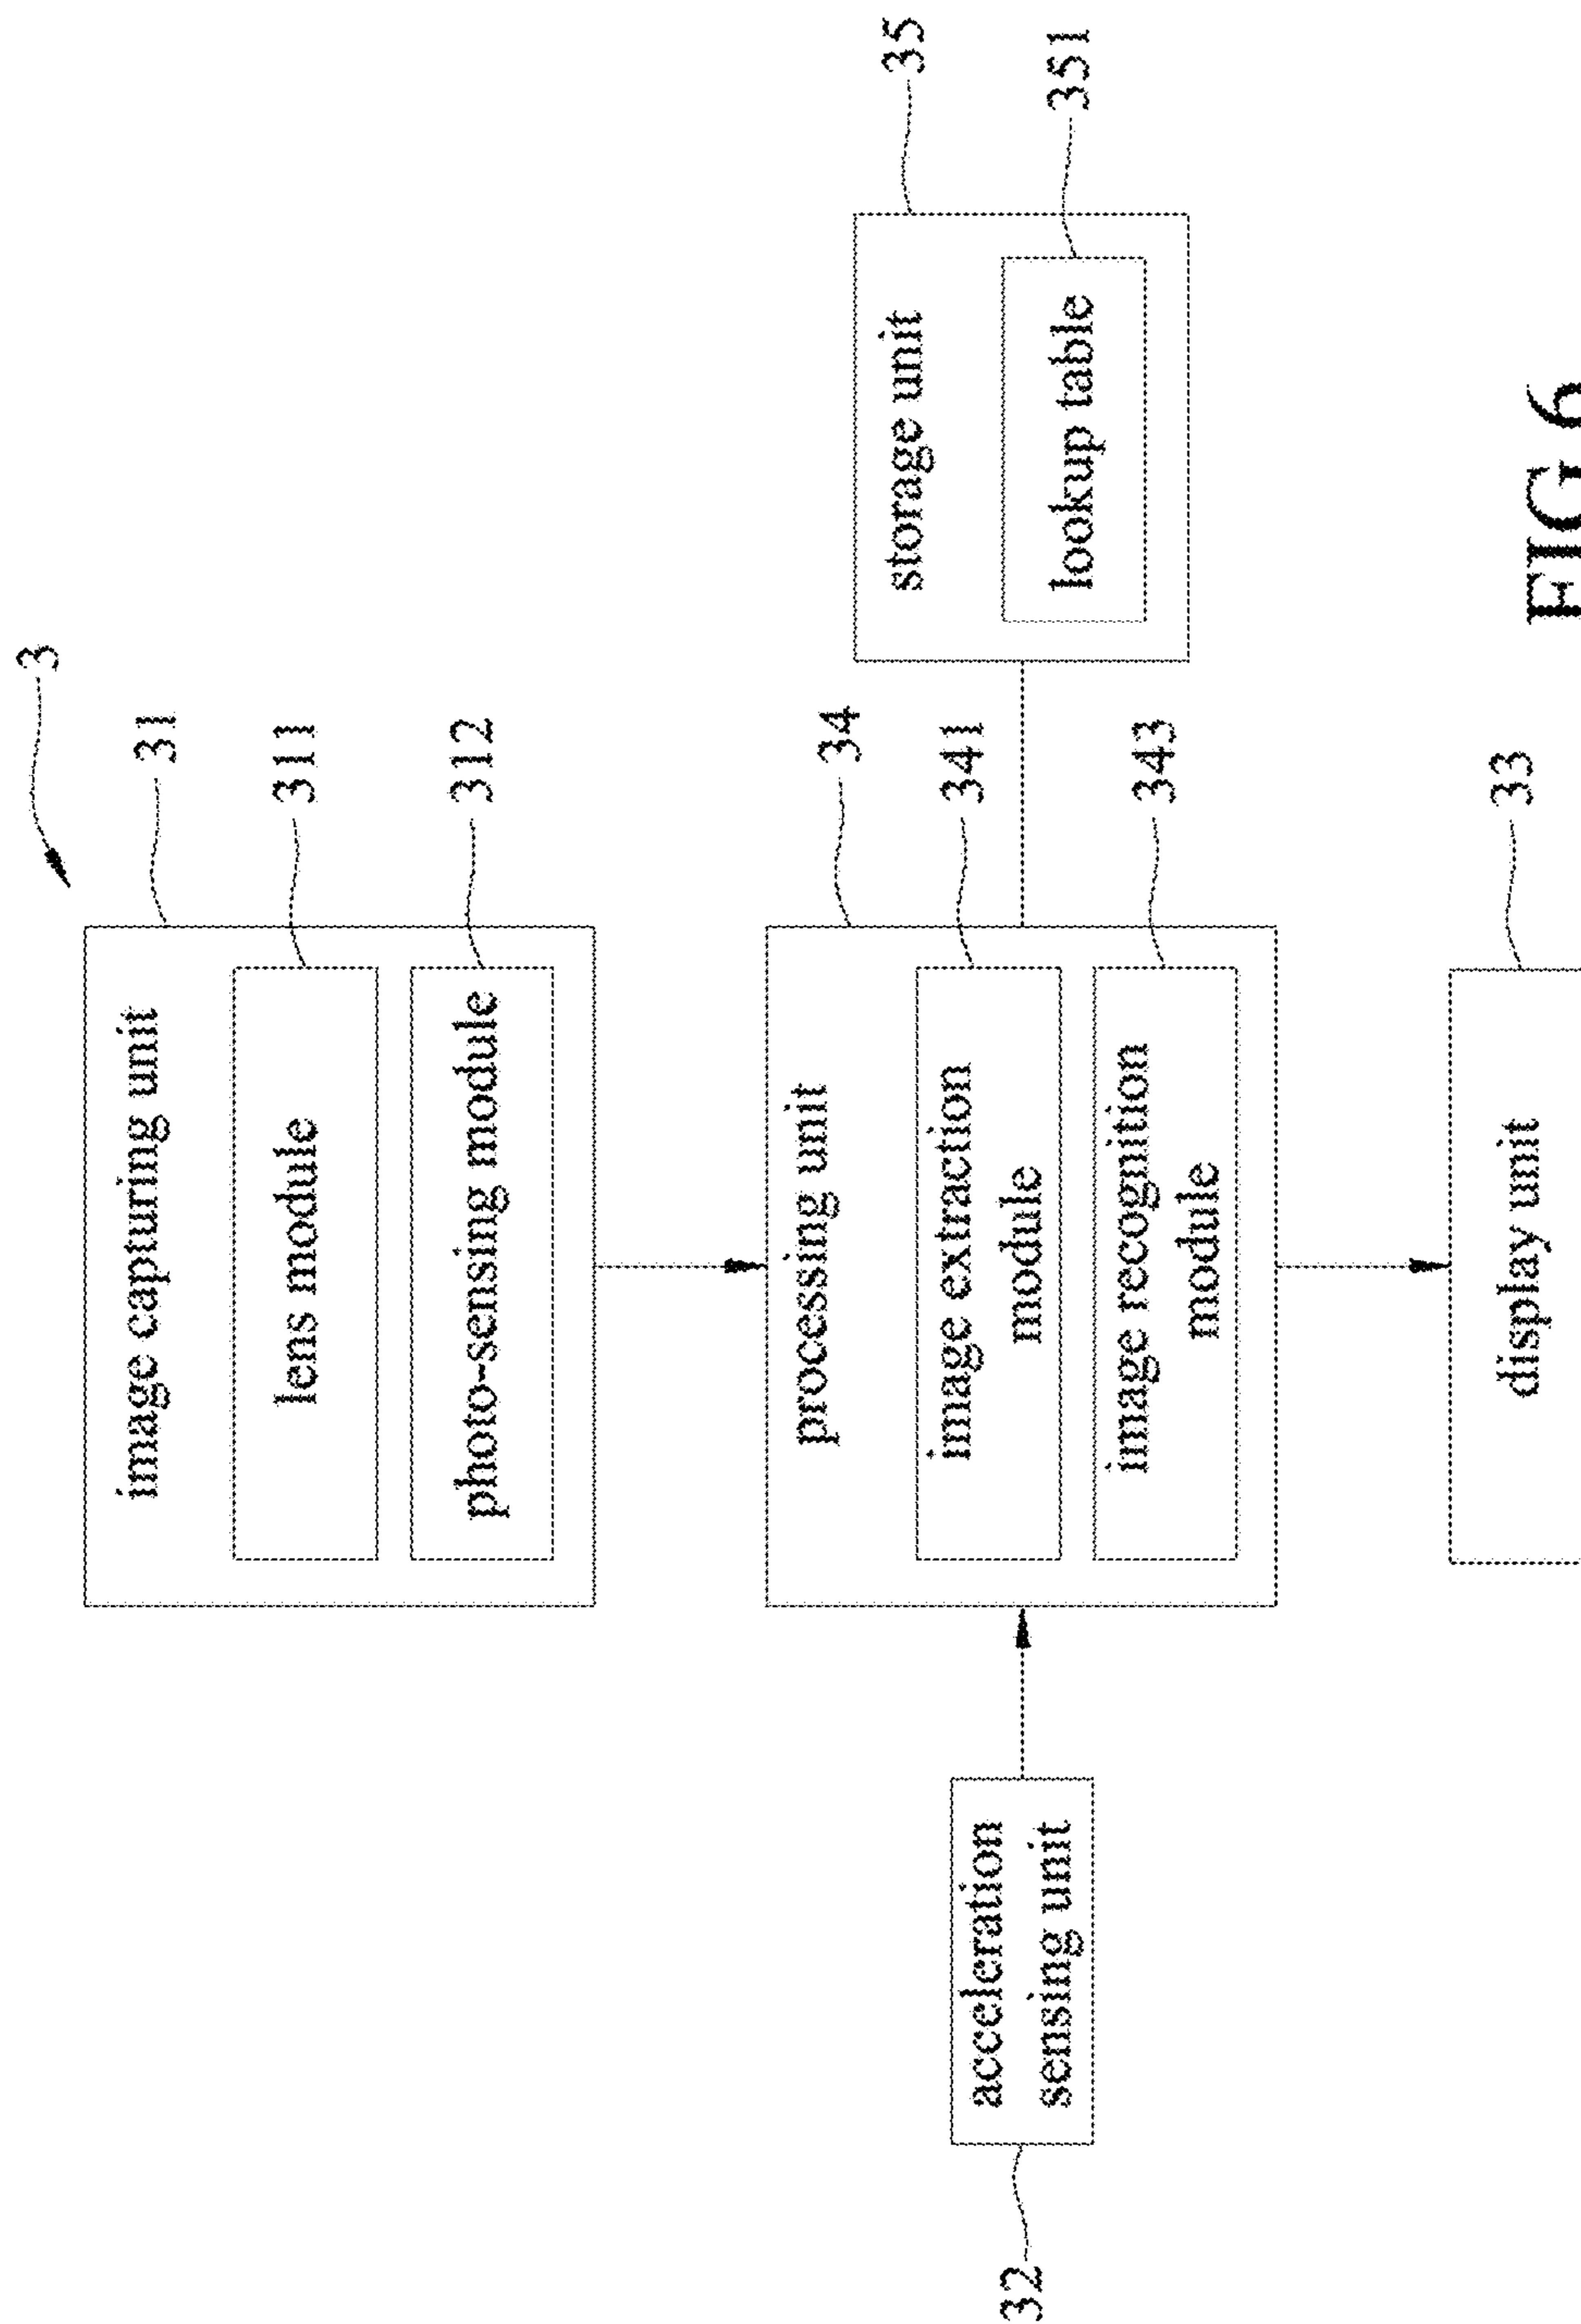 3
image capturing unit
31
lens module
311
photo-sensing module
312
processing unit
34
image extraction
module
341
image recognition
module
343
storage unit
35
lookup table
351
acceleration
sensing unit
32
display unit
33
FIG.6